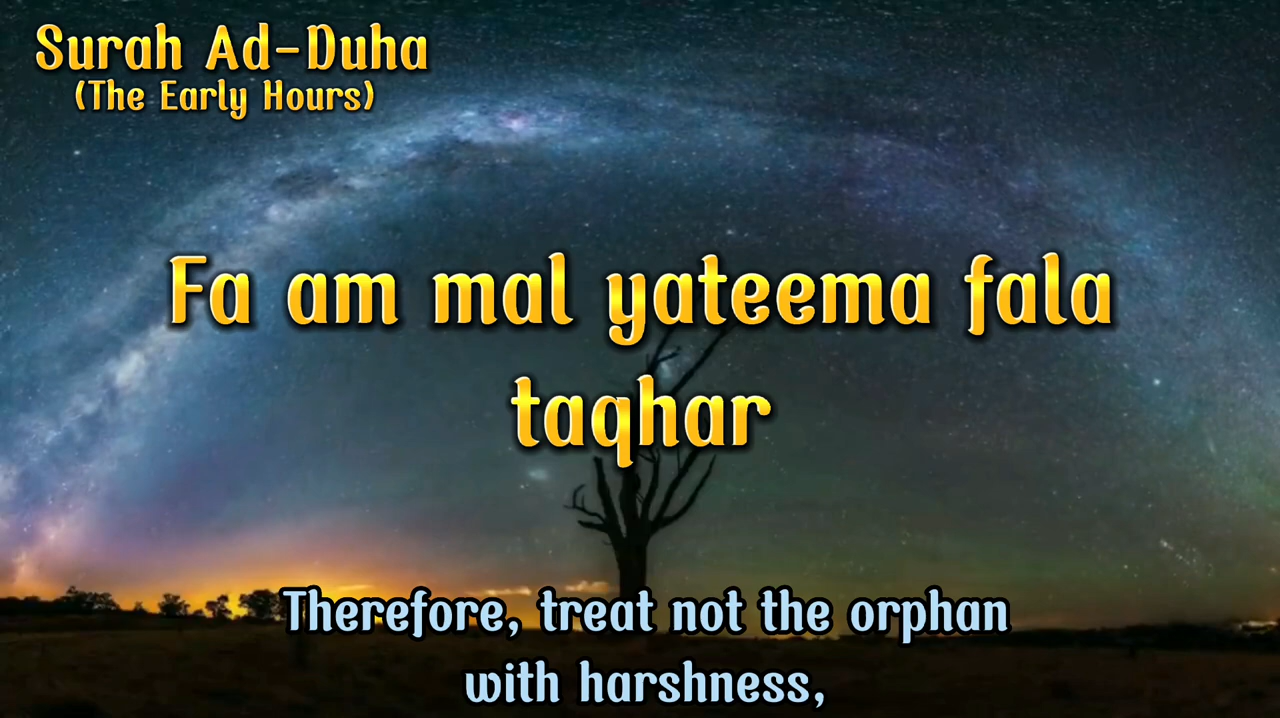 Surah Ad-Duha
(The Early Hours)
Fa am mal yateema fala
taqhar
Therefore, treat not the orphan
with harshness,